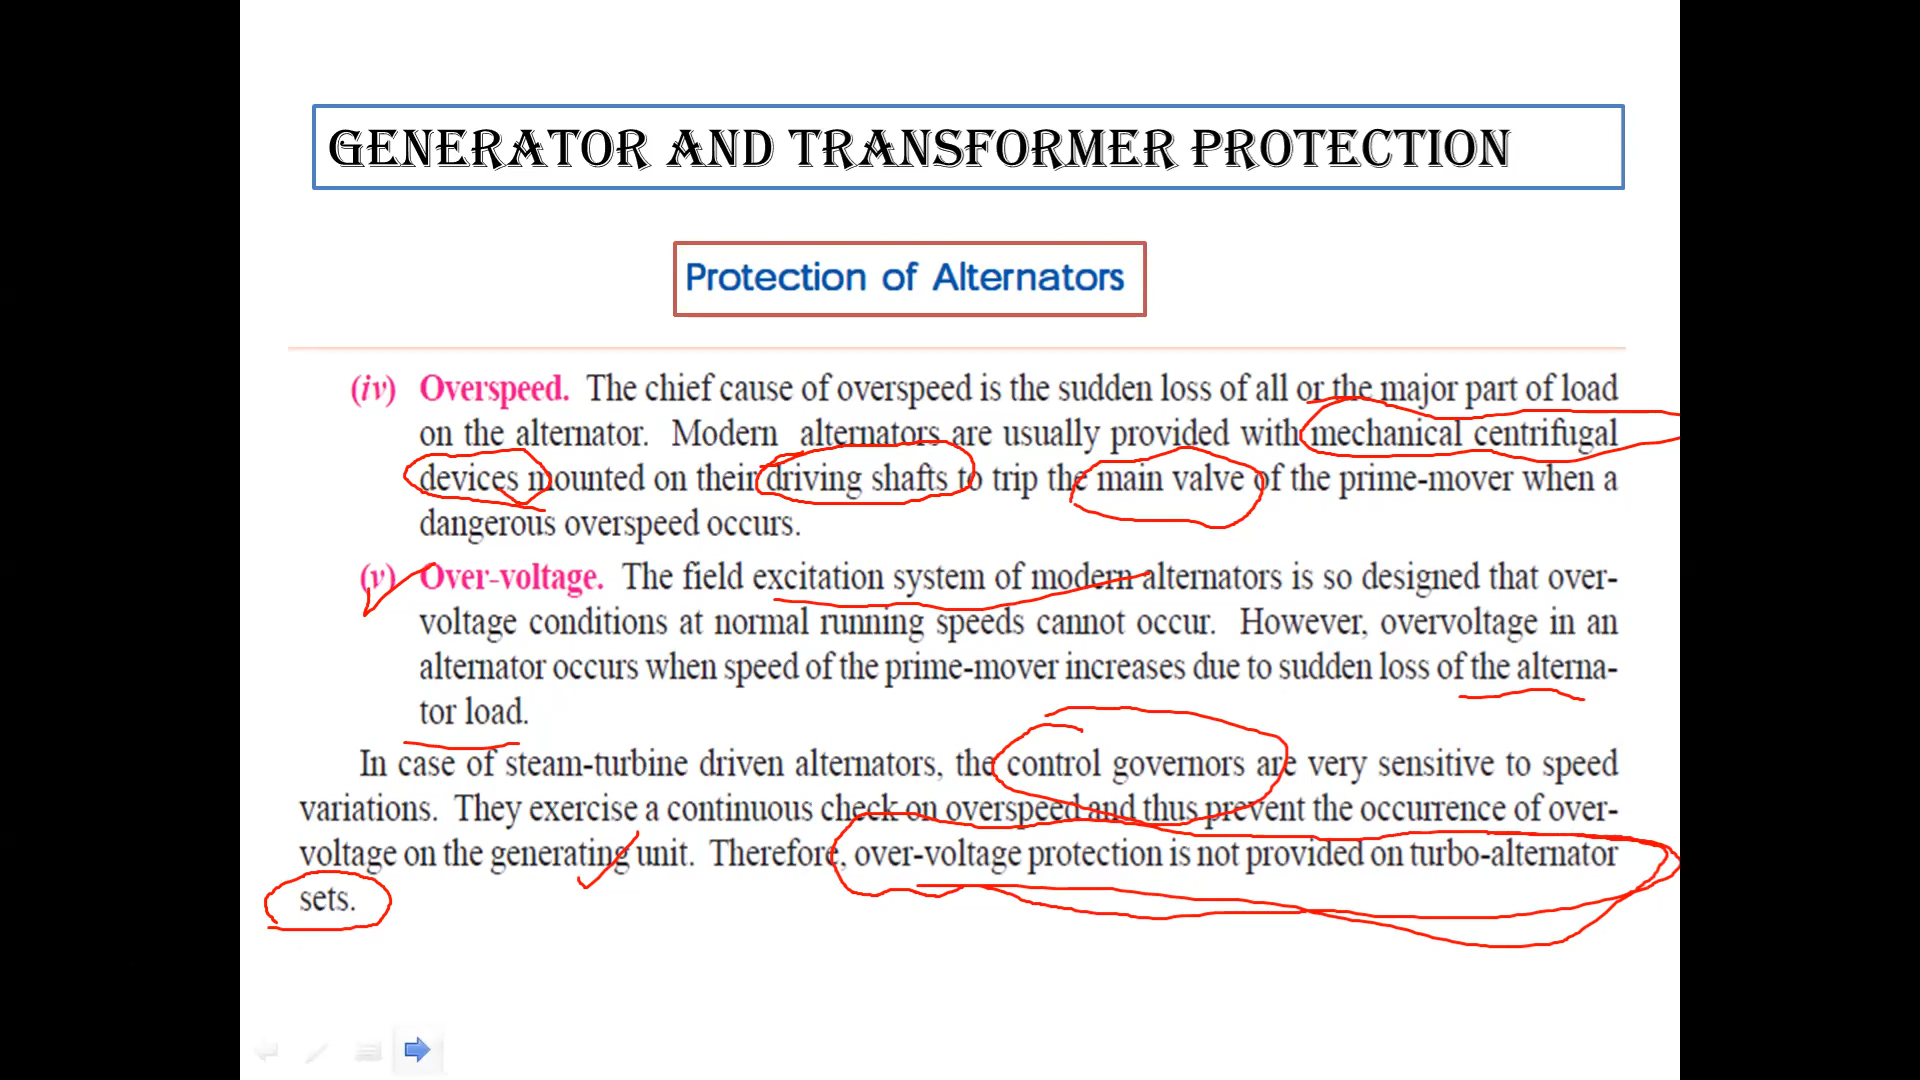 GENERATOR AND TRANSFORMER PROTECTION
Protection of Alternators
(iv) Overspeed. The chief cause of overspeed is the sudden loss of all or the major part of load
on the alternator. Modern alternators are usually provided with mechanical centrifugal
devices mounted on their driving shafts to trip the main valve of the prime-mover when a
dangerous overspeed occurs.
(v) Over-voltage. The field excitation system of modern alternators is so designed that over-
voltage conditions at normal running speeds cannot occur. However, overvoltage in an
alternator occurs when speed of the prime-mover increases due to sudden loss of the alterna-
tor load.
In case of steam-turbine driven alternators, the control governors are very sensitive to speed
variations. They exercise a continuous check on overspeed and thus prevent the occurrence of over-
voltage on the generating unit. Therefore, over-voltage protection is not provided on turbo-alternator
sets.